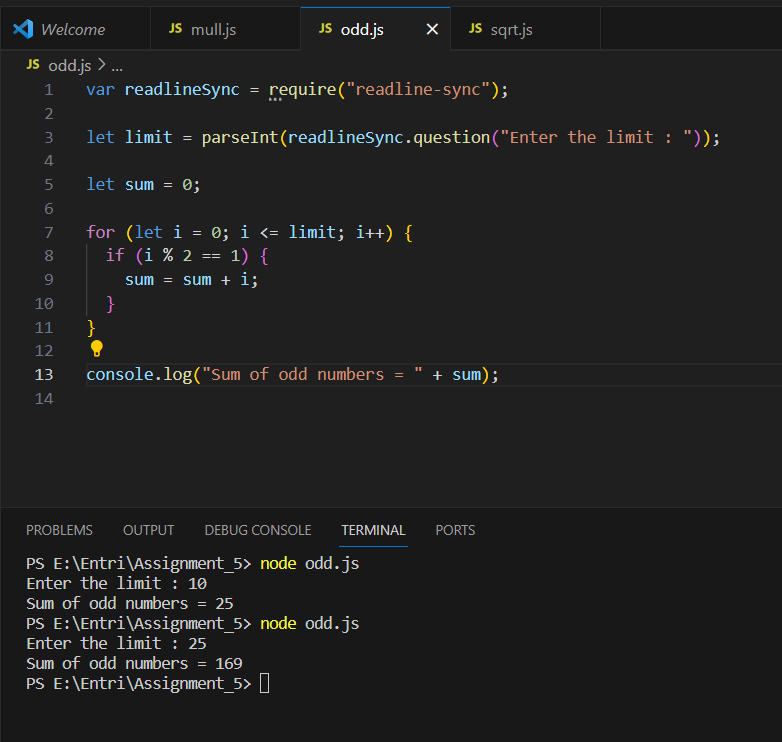 Welcome JS mull.js JS odd.js JS sqrt.js
JS odd.js > ...
1 var readlineSync = require("readline-sync");
2
3 let limit = parseInt(readlineSync.question("Enter the limit : "));
4
5 let sum = 0;
6
7 for (let i = 0; i <= limit; i++) {
8 if (i % 2 == 1) {
9 sum = sum + i;
10 }
11 }
12
13 console.log("Sum of odd numbers = " + sum);
14
PROBLEMS OUTPUT DEBUG CONSOLE TERMINAL PORTS
PS E:\Entri\Assignment_5> node odd.js
Enter the limit : 10
Sum of odd numbers = 25
PS E:\Entri\Assignment_5> node odd.js
Enter the limit : 25
Sum of odd numbers = 169
PS E:\Entri\Assignment_5>